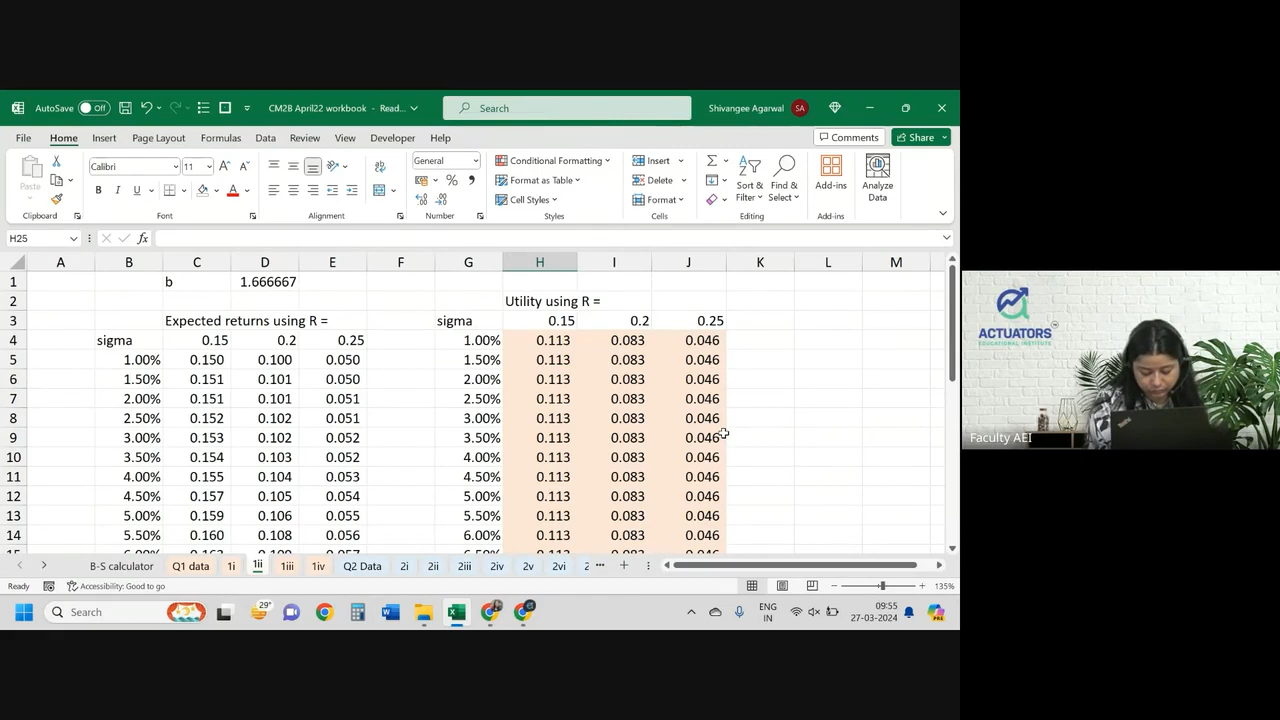 AutoSave Off CM2B April22 workbook - Read... Search Shivangee Agarwal SA
File Home Insert Page Layout Formulas Data Review View Developer Help Comments Share
Paste Calibri 11 A A General Conditional Formatting Insert
B I U A Format as Table Delete Sort & Filter Find & Select Add-ins Analyze Data
Cell Styles Format
Clipboard Font Alignment Number Styles Cells Editing Add-ins
H25 fx
A B C D E F G H I J K L M
1 b 1.666667
2 Utility using R =
3 Expected returns using R = sigma 0.15 0.2 0.25
4 sigma 0.15 0.2 0.25 1.00% 0.113 0.083 0.046
5 1.00% 0.150 0.100 0.050 1.50% 0.113 0.083 0.046
6 1.50% 0.151 0.101 0.050 2.00% 0.113 0.083 0.046
7 2.00% 0.151 0.101 0.051 2.50% 0.113 0.083 0.046
8 2.50% 0.152 0.102 0.051 3.00% 0.113 0.083 0.046
9 3.00% 0.153 0.102 0.052 3.50% 0.113 0.083 0.046
10 3.50% 0.154 0.103 0.052 4.00% 0.113 0.083 0.046
11 4.00% 0.155 0.104 0.053 4.50% 0.113 0.083 0.046
12 4.50% 0.157 0.105 0.054 5.00% 0.113 0.083 0.046
13 5.00% 0.159 0.106 0.055 5.50% 0.113 0.083 0.046
14 5.50% 0.160 0.108 0.056 6.00% 0.113 0.083 0.046
B-S calculator Q1 data 1i 1ii 1iii 1iv Q2 Data 2i 2ii 2iii 2iv 2v 2vi 2
Ready Accessibility: Good to go 135%
Search 29° ENG IN 09:55 27-03-2024
ACTUATORS
EDUCATIONAL INSTITUTE
Faculty AEI